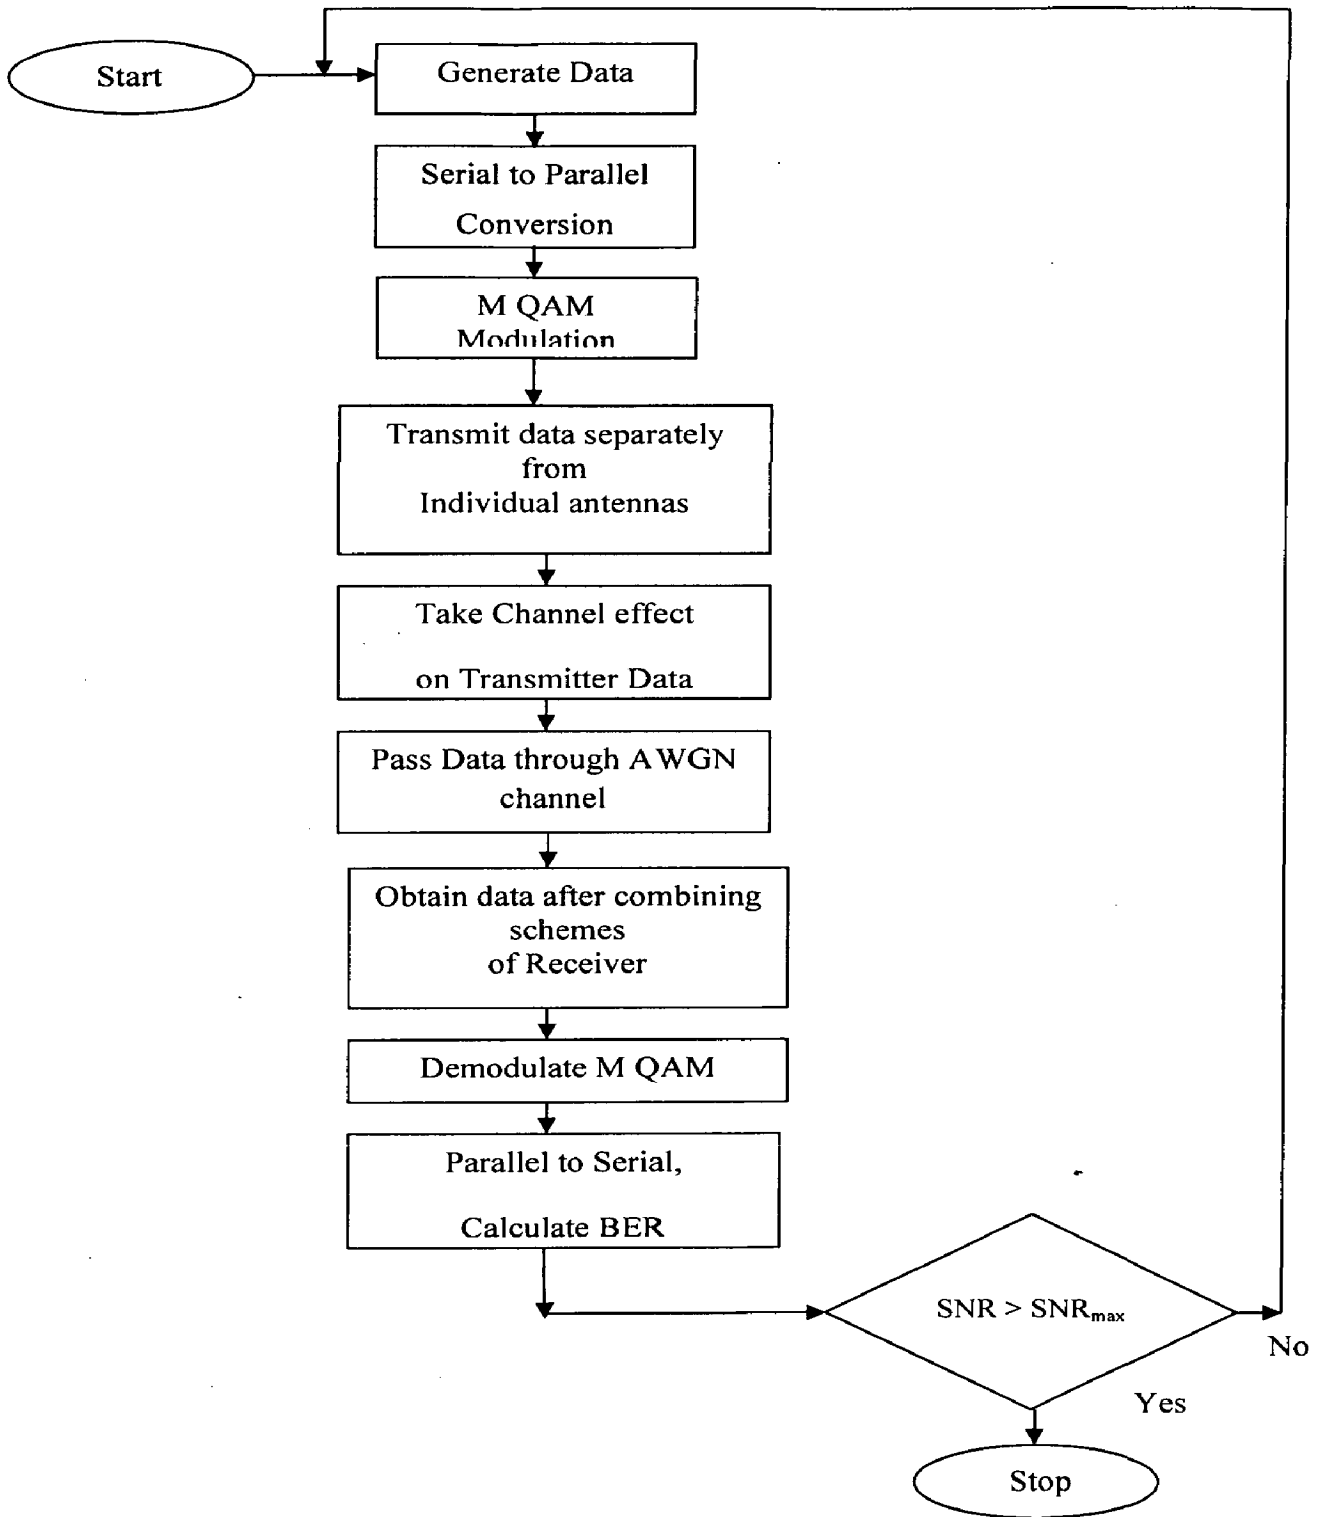 Start
Generate Data
Serial to Parallel
Conversion
M QAM
Modulation
Transmit data separately
from
Individual antennas
Take Channel effect
on Transmitter Data
Pass Data through AWGN
channel
Obtain data after combining
schemes
of Receiver
Demodulate M QAM
Parallel to Serial,
Calculate BER
SNR > SNRmax
No
Yes
Stop